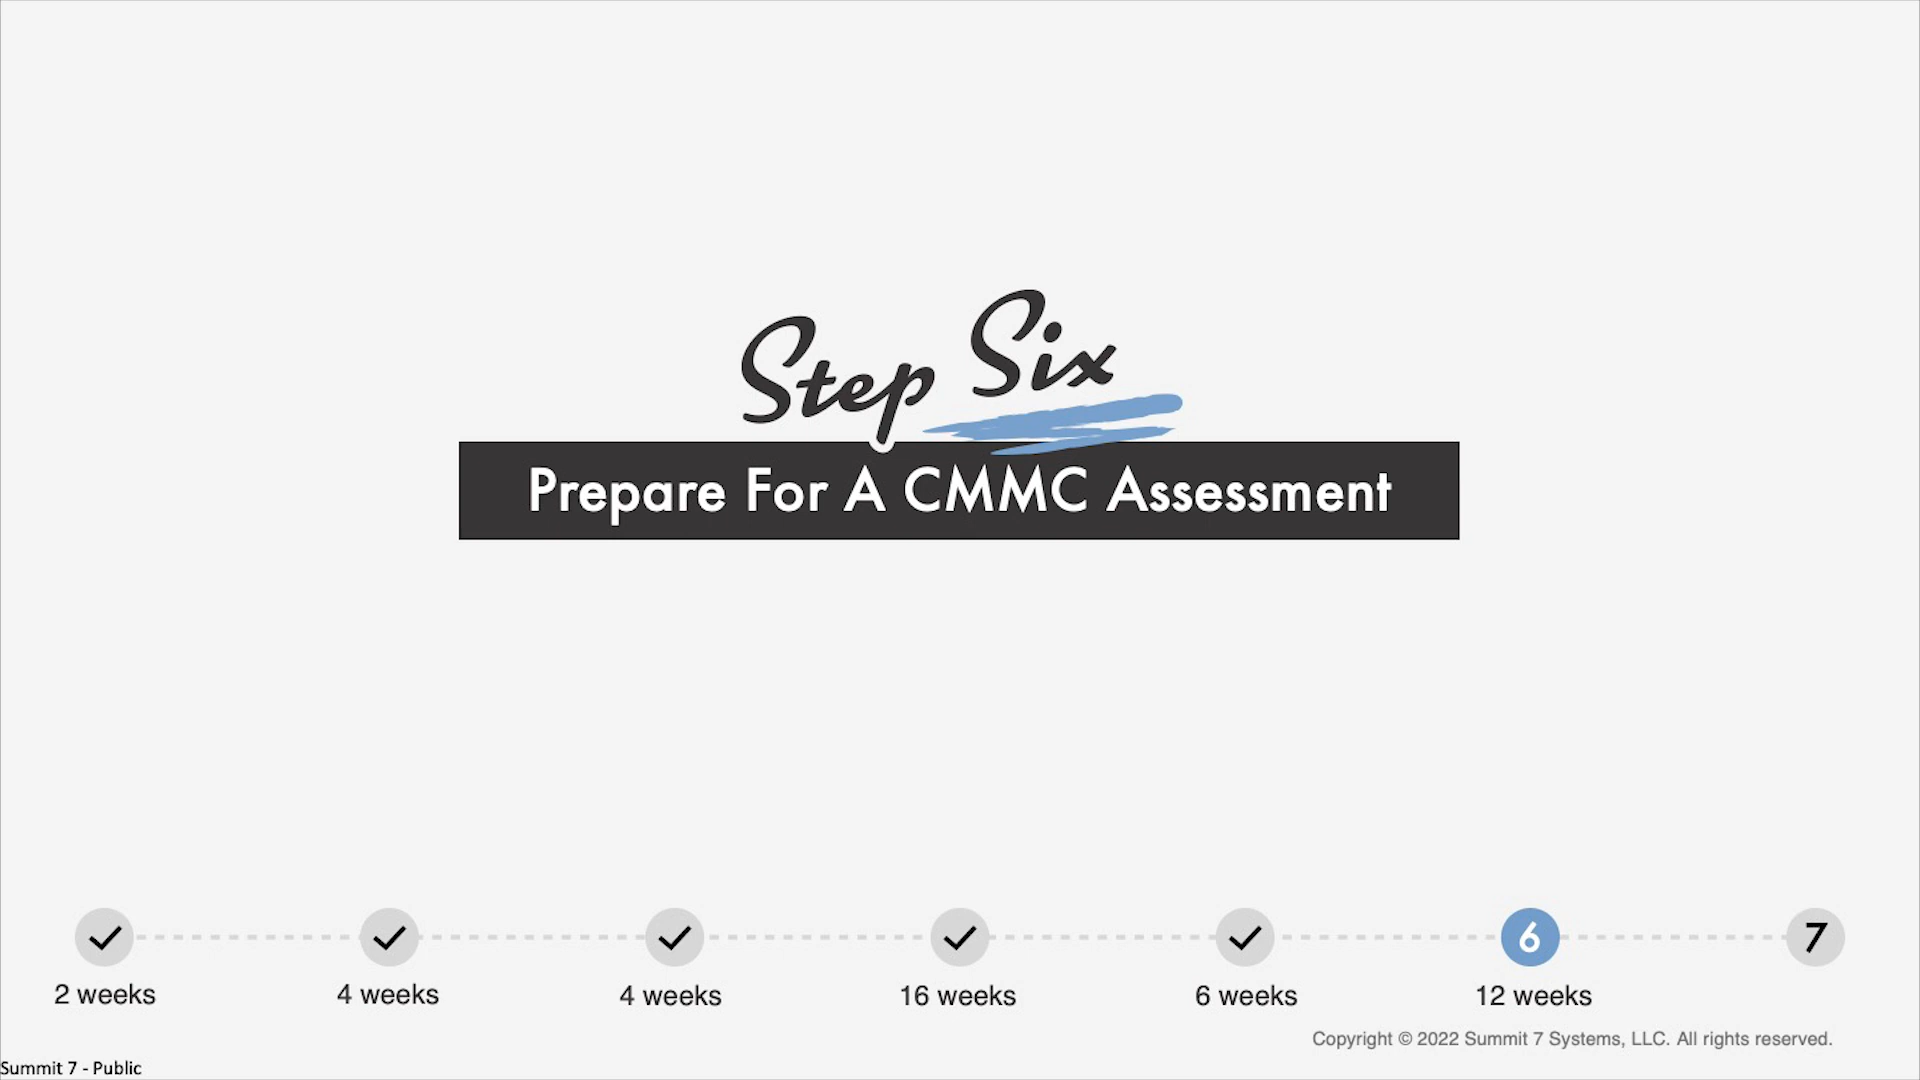 Step Six
Prepare For A CMMC Assessment
6
7
2 weeks
4 weeks
4 weeks
16 weeks
6 weeks
12 weeks
Copyright © 2022 Summit 7 Systems, LLC. All rights reserved.
Summit 7 - Public